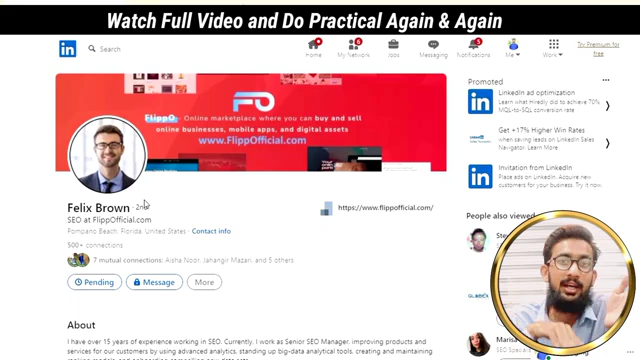 Watch Full Video and Do Practical Again & Again
Search
Home
My Network
Jobs
Messaging
Notifications
Me
Work
Try Premium for
free
FO
FlippO - Online marketplace where you can buy and sell
online businesses, mobile apps, and digital assets
www.FlippOfficial.com
Felix Brown · 2nd
SEO at FlippOfficial.com
Pompano Beach, Florida, United States · Contact info
500+ connections
7 mutual connections: Aisha Noor, Jahangir Mazari, and 5 others
Pending
Message
More
https://www.flippofficial.com/
Promoted
LinkedIn ad optimization
Learn what Hiredly did to achieve 70%
MQL-to-SQL conversion rate.
Get +17% Higher Win Rates
when saving leads on LinkedIn Sales
Navigator. Learn More!
Invitation from LinkedIn
Place ads on LinkedIn. Acquire new
customers for your business. Try it now.
People also viewed
Marisa
About
I have over 15 years of experience working in SEO. Currently, I work as Senior SEO Manager, improving products and
services for our customers by using advanced analytics, standing up big-data analytical tools, creating and maintaining